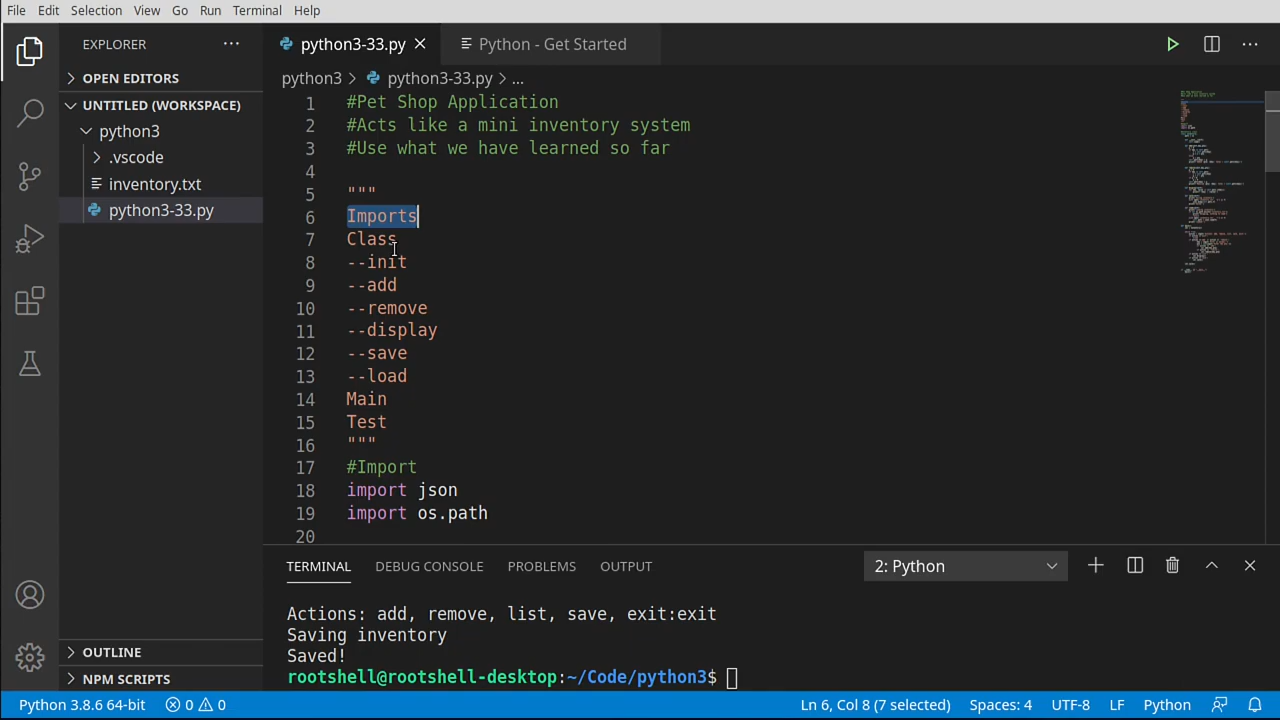 File Edit Selection View Go Run Terminal Help
EXPLORER
OPEN EDITORS
UNTITLED (WORKSPACE)
python3
.vscode
inventory.txt
python3-33.py
OUTLINE
NPM SCRIPTS
python3-33.py
Python - Get Started
python3 > python3-33.py > ...
1 #Pet Shop Application
2 #Acts like a mini inventory system
3 #Use what we have learned so far
4
5 """
6 Imports
7 Class
8 --init
9 --add
10 --remove
11 --display
12 --save
13 --load
14 Main
15 Test
16 """
17 #Import
18 import json
19 import os.path
20
TERMINAL DEBUG CONSOLE PROBLEMS OUTPUT 2: Python
Actions: add, remove, list, save, exit:exit
Saving inventory
Saved!
rootshell@rootshell-desktop:~/Code/python3$
Python 3.8.6 64-bit 0 0 Ln 6, Col 8 (7 selected) Spaces: 4 UTF-8 LF Python